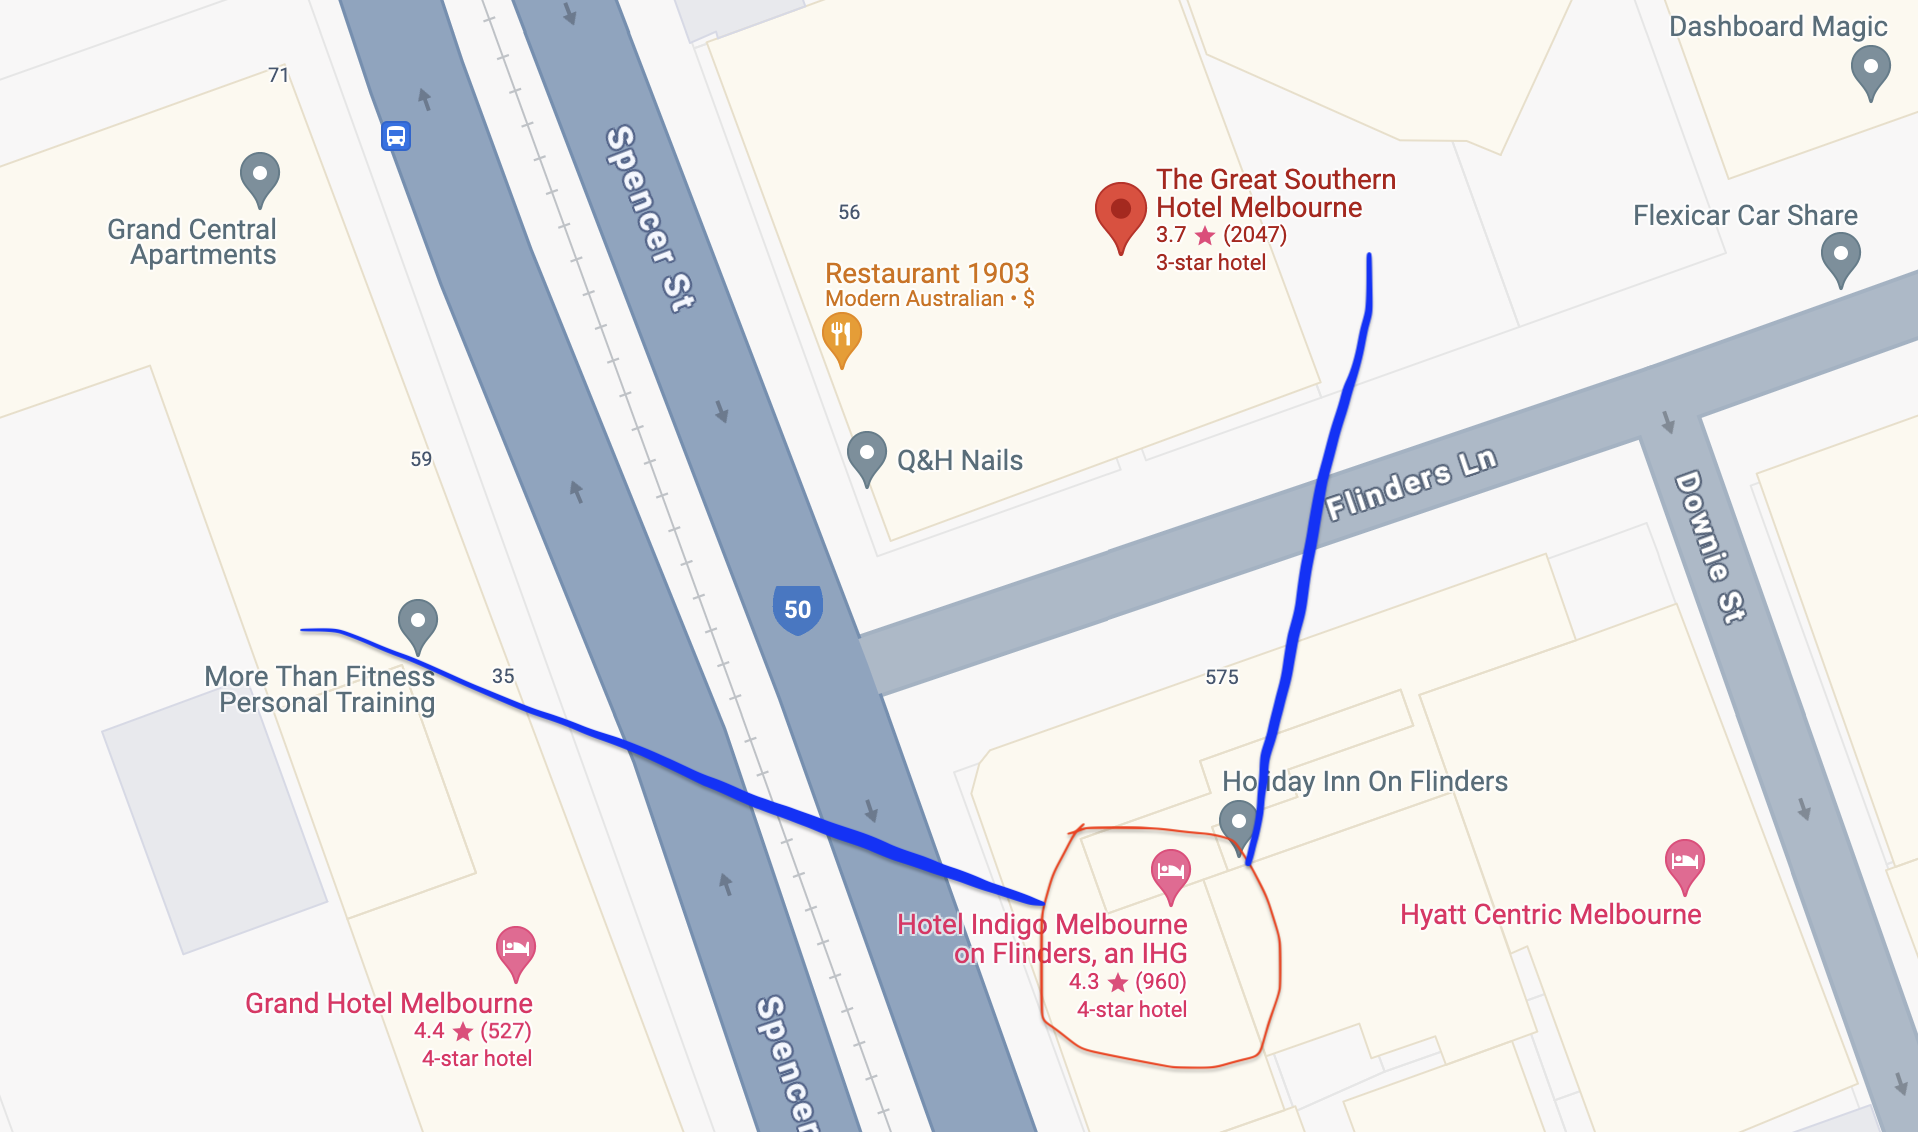 Dashboard Magic
71
Spencer St
Grand Central
Apartments
The Great Southern
Hotel Melbourne
3.7 ★ (2047)
3-star hotel
56
Flexicar Car Share
Restaurant 1903
Modern Australian • $
59
Q&H Nails
Flinders Ln
Downie St
50
More Than Fitness
Personal Training
35
575
Holiday Inn On Flinders
Hotel Indigo Melbourne
on Flinders, an IHG
4.3 ★ (960)
4-star hotel
Hyatt Centric Melbourne
Grand Hotel Melbourne
4.4 ★ (527)
4-star hotel
Spencer